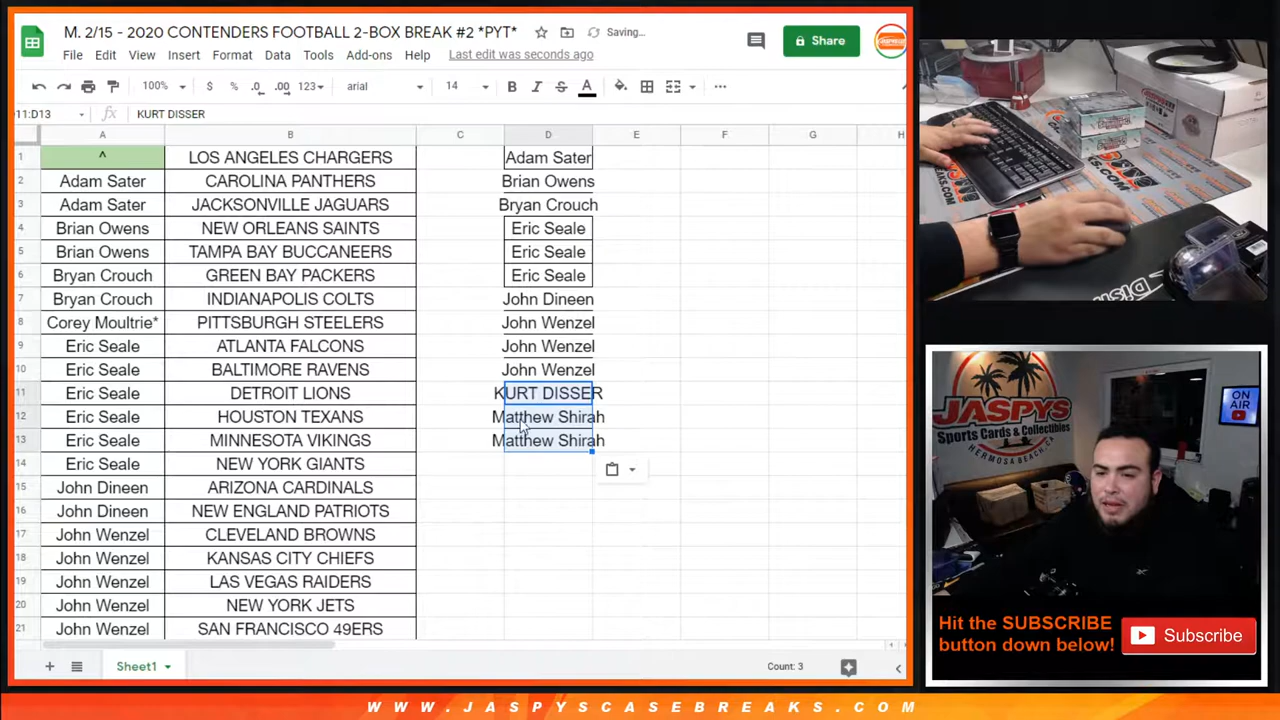 M. 2/15 - 2020 CONTENDERS FOOTBALL 2-BOX BREAK #2 *PYT*
Saving...
File Edit View Insert Format Data Tools Add-ons Help Last edit was seconds ago
Share
JASPYS
100% $ % .0 .00 123 arial 14 B I S A
11:D13 fx KURT DISSER
A B C D E F G H
1 ^ LOS ANGELES CHARGERS Adam Sater
2 Adam Sater CAROLINA PANTHERS Brian Owens
3 Adam Sater JACKSONVILLE JAGUARS Bryan Crouch
4 Brian Owens NEW ORLEANS SAINTS Eric Seale
5 Brian Owens TAMPA BAY BUCCANEERS Eric Seale
6 Bryan Crouch GREEN BAY PACKERS Eric Seale
7 Bryan Crouch INDIANAPOLIS COLTS John Dineen
8 Corey Moultrie* PITTSBURGH STEELERS John Wenzel
9 Eric Seale ATLANTA FALCONS John Wenzel
10 Eric Seale BALTIMORE RAVENS John Wenzel
11 Eric Seale DETROIT LIONS KURT DISSER
12 Eric Seale HOUSTON TEXANS Matthew Shirah
13 Eric Seale MINNESOTA VIKINGS Matthew Shirah
14 Eric Seale NEW YORK GIANTS
15 John Dineen ARIZONA CARDINALS
16 John Dineen NEW ENGLAND PATRIOTS
17 John Wenzel CLEVELAND BROWNS
18 John Wenzel KANSAS CITY CHIEFS
19 John Wenzel LAS VEGAS RAIDERS
20 John Wenzel NEW YORK JETS
21 John Wenzel SAN FRANCISCO 49ERS
Sheet1
Count: 3
JASPYS
Sports Cards & Collectibles
HERMOSA BEACH, CA
ON AIR
Hit the SUBSCRIBE
button down below!
Subscribe
WWW.JASPYSCASEBREAKS.COM